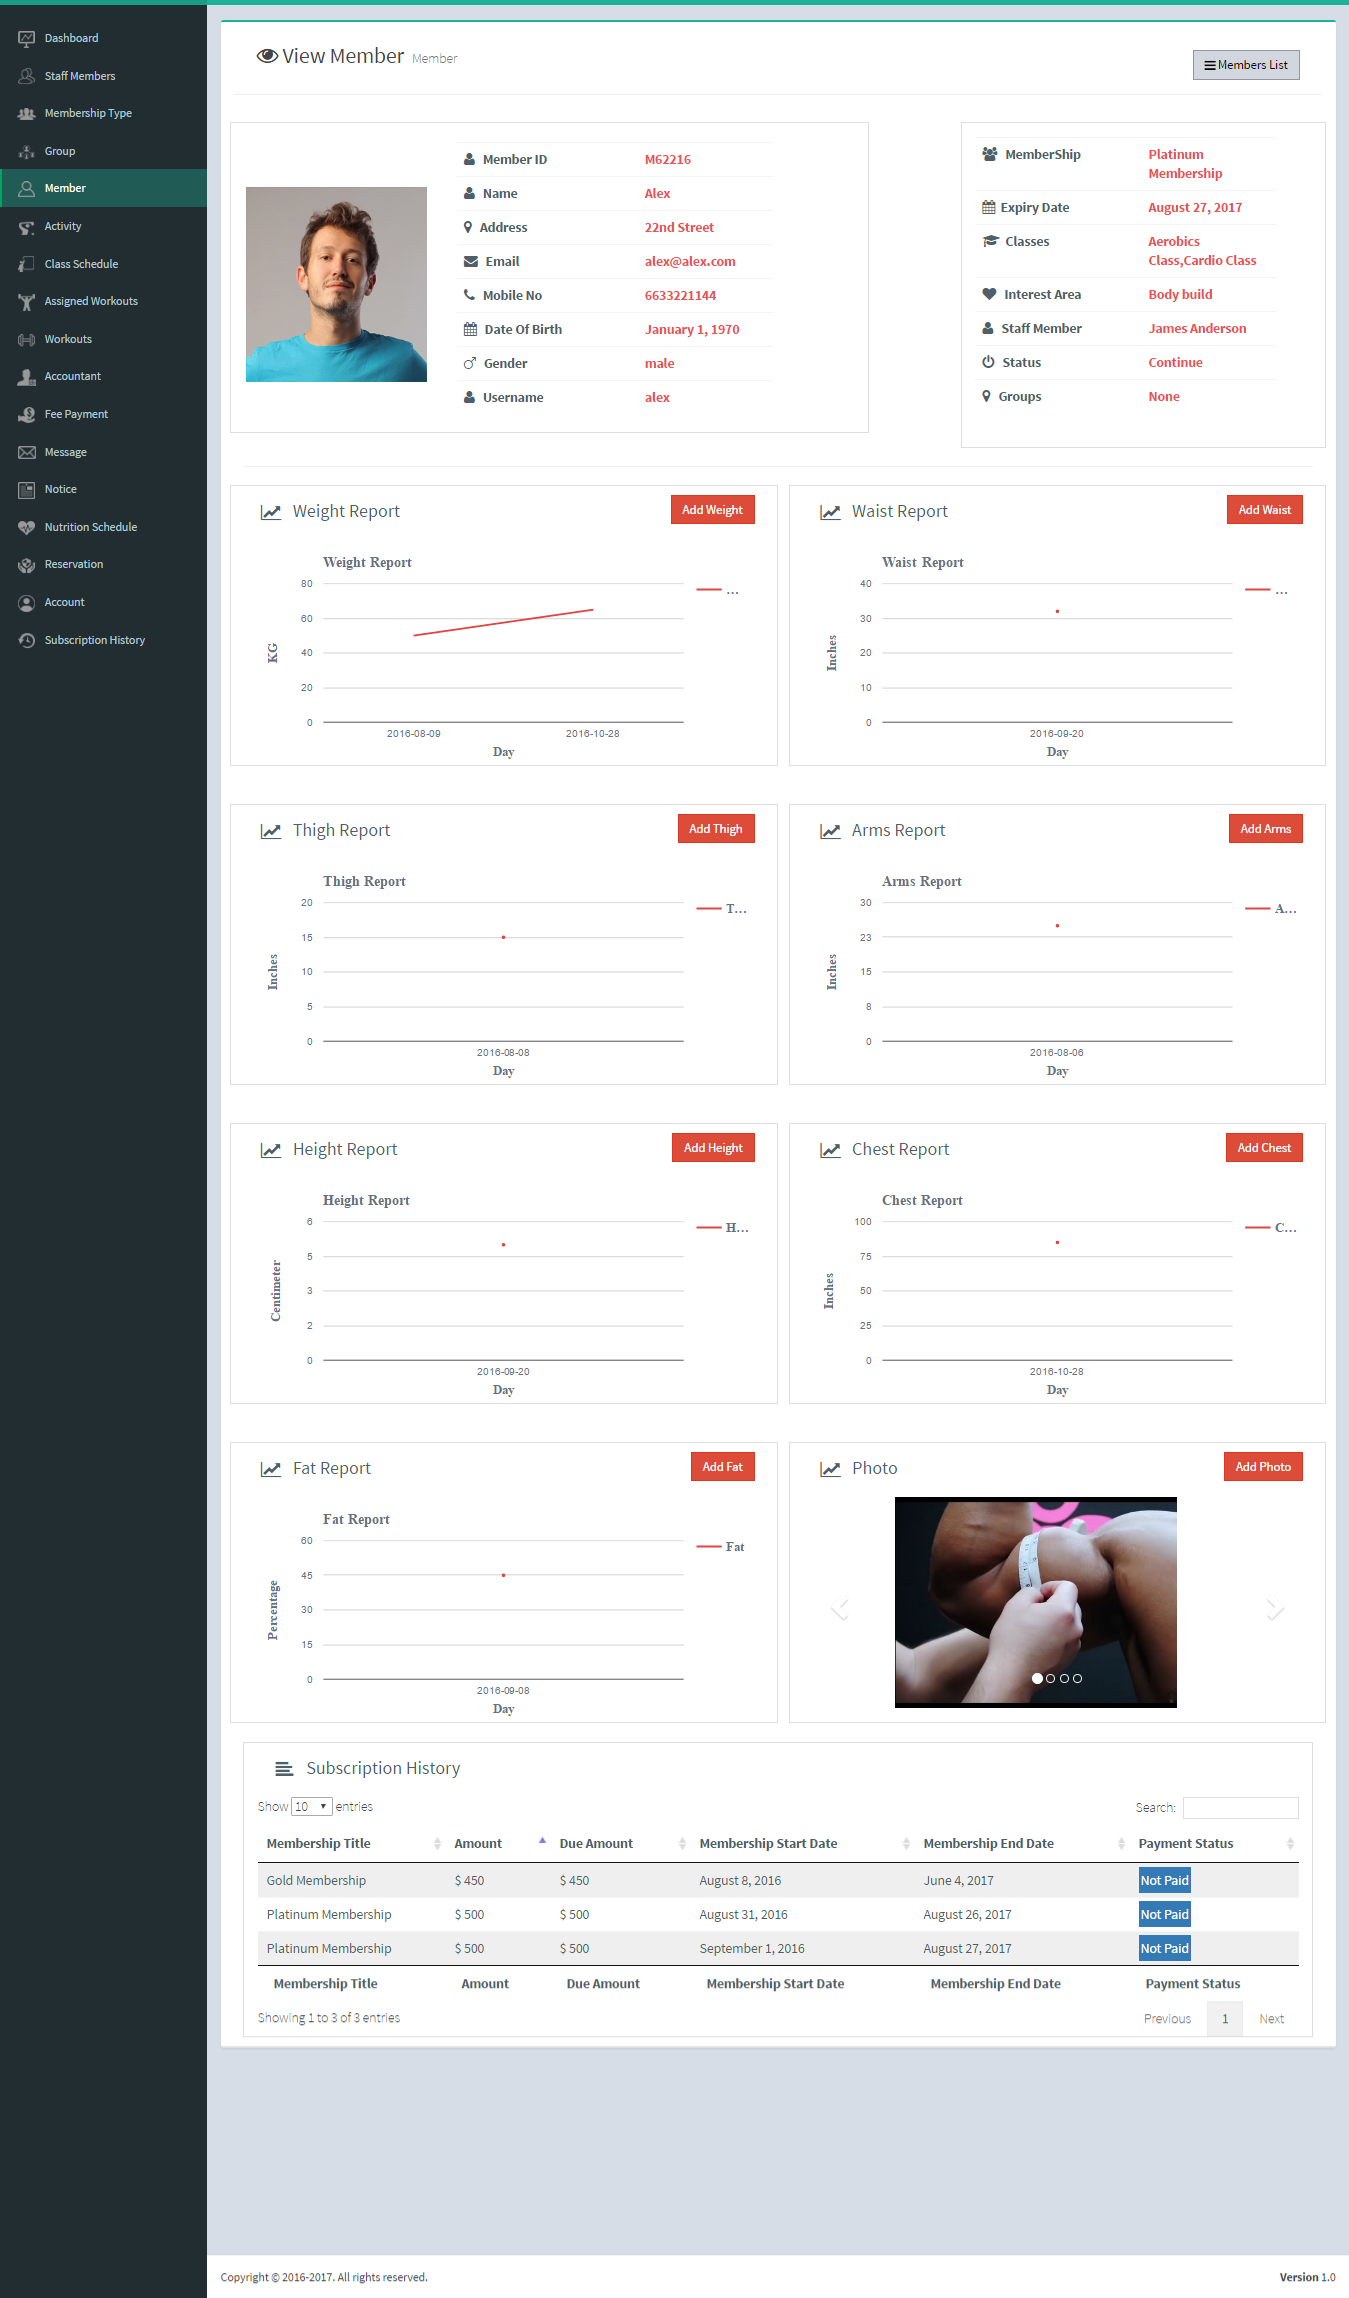 Dashboard
Staff Members
Membership Type
Group
Member
Activity
Class Schedule
Assigned Workouts
Workouts
Accountant
Fee Payment
Message
Notice
Nutrition Schedule
Reservation
Account
Subscription History
View Member Member
Members List
Member ID M62216
Name Alex
Address 22nd Street
Email alex@alex.com
Mobile No 6633221144
Date Of Birth January 1, 1970
Gender male
Username alex
MemberShip Platinum
Membership
Expiry Date August 27, 2017
Classes Aerobics
Class,Cardio Class
Interest Area Body build
Staff Member James Anderson
Status Continue
Groups None
Weight Report Add Weight
Weight Report
80
60
40
20
0
KG
...
2016-08-09 2016-10-28
Day
Waist Report Add Waist
Waist Report
40
30
20
10
0
Inches
...
2016-09-20
Day
Thigh Report Add Thigh
Thigh Report
20
15
10
5
0
Inches
T...
2016-08-08
Day
Arms Report Add Arms
Arms Report
30
23
15
8
0
Inches
A...
2016-08-06
Day
Height Report Add Height
Height Report
6
5
3
2
0
Centimeter
H...
2016-09-20
Day
Chest Report Add Chest
Chest Report
100
75
50
25
0
Inches
C...
2016-10-28
Day
Fat Report Add Fat
Fat Report
60
45
30
15
0
Percentage
Fat
2016-09-08
Day
Photo Add Photo
Subscription History
Show 10 entries Search:
Membership Title Amount Due Amount Membership Start Date Membership End Date Payment Status
Gold Membership $ 450 $ 450 August 8, 2016 June 4, 2017 Not Paid
Platinum Membership $ 500 $ 500 August 31, 2016 August 26, 2017 Not Paid
Platinum Membership $ 500 $ 500 September 1, 2016 August 27, 2017 Not Paid
Membership Title Amount Due Amount Membership Start Date Membership End Date Payment Status
Showing 1 to 3 of 3 entries Previous 1 Next
Copyright © 2016-2017. All rights reserved. Version 1.0